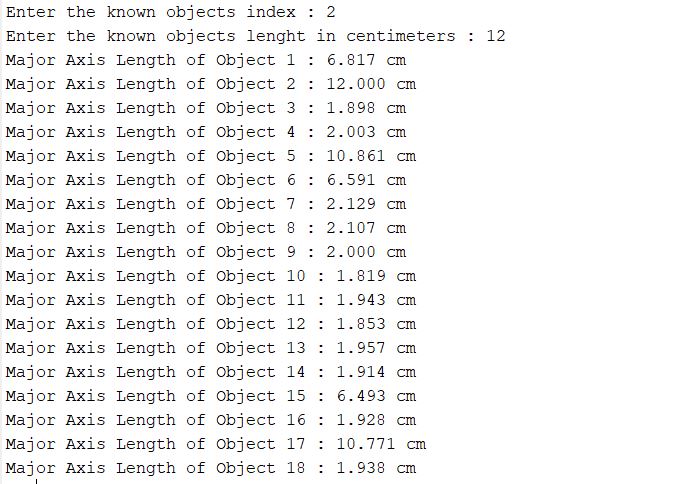 Enter the known objects index : 2
Enter the known objects lenght in centimeters : 12
Major Axis Length of Object 1 : 6.817 cm
Major Axis Length of Object 2 : 12.000 cm
Major Axis Length of Object 3 : 1.898 cm
Major Axis Length of Object 4 : 2.003 cm
Major Axis Length of Object 5 : 10.861 cm
Major Axis Length of Object 6 : 6.591 cm
Major Axis Length of Object 7 : 2.129 cm
Major Axis Length of Object 8 : 2.107 cm
Major Axis Length of Object 9 : 2.000 cm
Major Axis Length of Object 10 : 1.819 cm
Major Axis Length of Object 11 : 1.943 cm
Major Axis Length of Object 12 : 1.853 cm
Major Axis Length of Object 13 : 1.957 cm
Major Axis Length of Object 14 : 1.914 cm
Major Axis Length of Object 15 : 6.493 cm
Major Axis Length of Object 16 : 1.928 cm
Major Axis Length of Object 17 : 10.771 cm
Major Axis Length of Object 18 : 1.938 cm